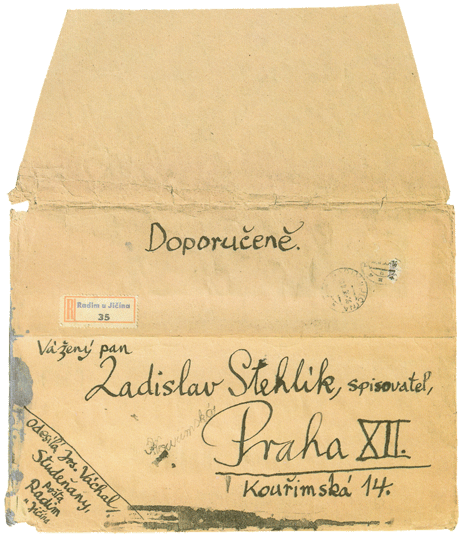 Doporučeně.
R
Radim u Jičína
35
Vážený pan
Ladislav Stehlík, spisovatel,
Praha XII.
Kouřimská 14.
odesílá Jos. Váchal,
Studeňany,
pošta
Radim
u Jičína